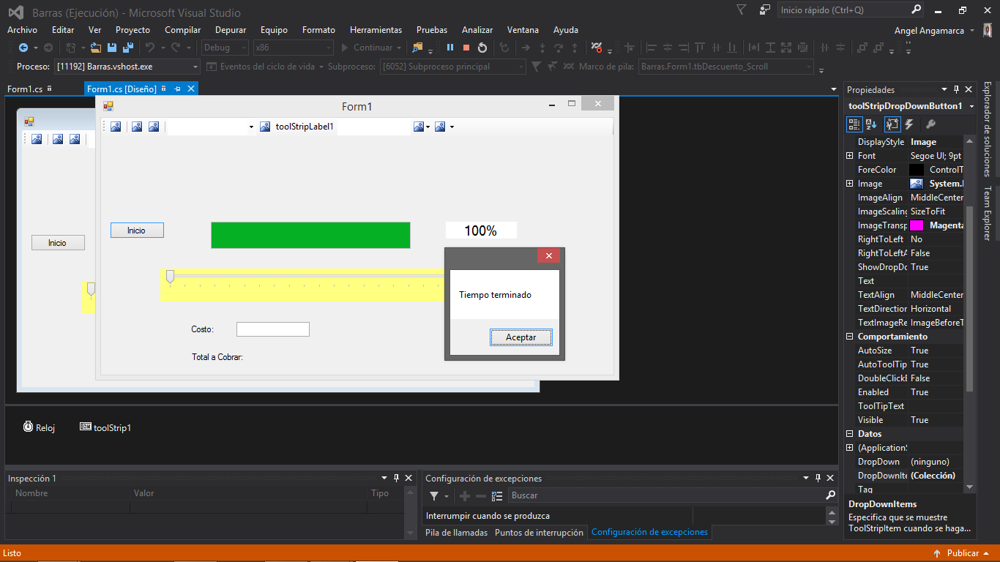 Barras (Ejecución) - Microsoft Visual Studio
Inicio rápido (Ctrl+Q)
Archivo Editar Ver Proyecto Compilar Depurar Equipo Formato Herramientas Pruebas Analizar Ventana Ayuda
Angel Angamarca
Debug x86 Continuar
Proceso: [11192] Barras.vshost.exe Eventos del ciclo de vida Subproceso: [6052] Subproceso principal Marco de pila: Barras.Form1.tbDescuento_Scroll
Form1.cs Form1.cs [Diseño]
Form1
toolStripLabel1
Inicio
100%
Inicio
Tiempo terminado
Aceptar
Costo:
Total a Cobrar:
Reloj toolStrip1
Inspección 1
Nombre Valor Tipo
Configuración de excepciones
Buscar
Interrumpir cuando se produzca
Pila de llamadas Puntos de interrupción Configuración de excepciones
Propiedades
toolStripDropDownButton1
DisplayStyle Image
Font Segoe UI; 9pt
ForeColor ControlT
Image System.
ImageAlign MiddleCenter
ImageScaling SizeToFit
ImageTransp Magenta
RightToLeft No
RightToLeftA False
ShowDropDo True
Text
TextAlign MiddleCenter
TextDirection Horizontal
TextImageRe ImageBeforeT
Comportamiento
AutoSize True
AutoToolTip True
DoubleClickE False
Enabled True
ToolTipText
Visible True
Datos
(ApplicationS
DropDown (ninguno)
DropDownIte (Colección)
Tag
DropDownItems
Especifica que se muestre
ToolStripItem cuando se haga...
Explorador de soluciones
Team Explorer
Listo
Publicar